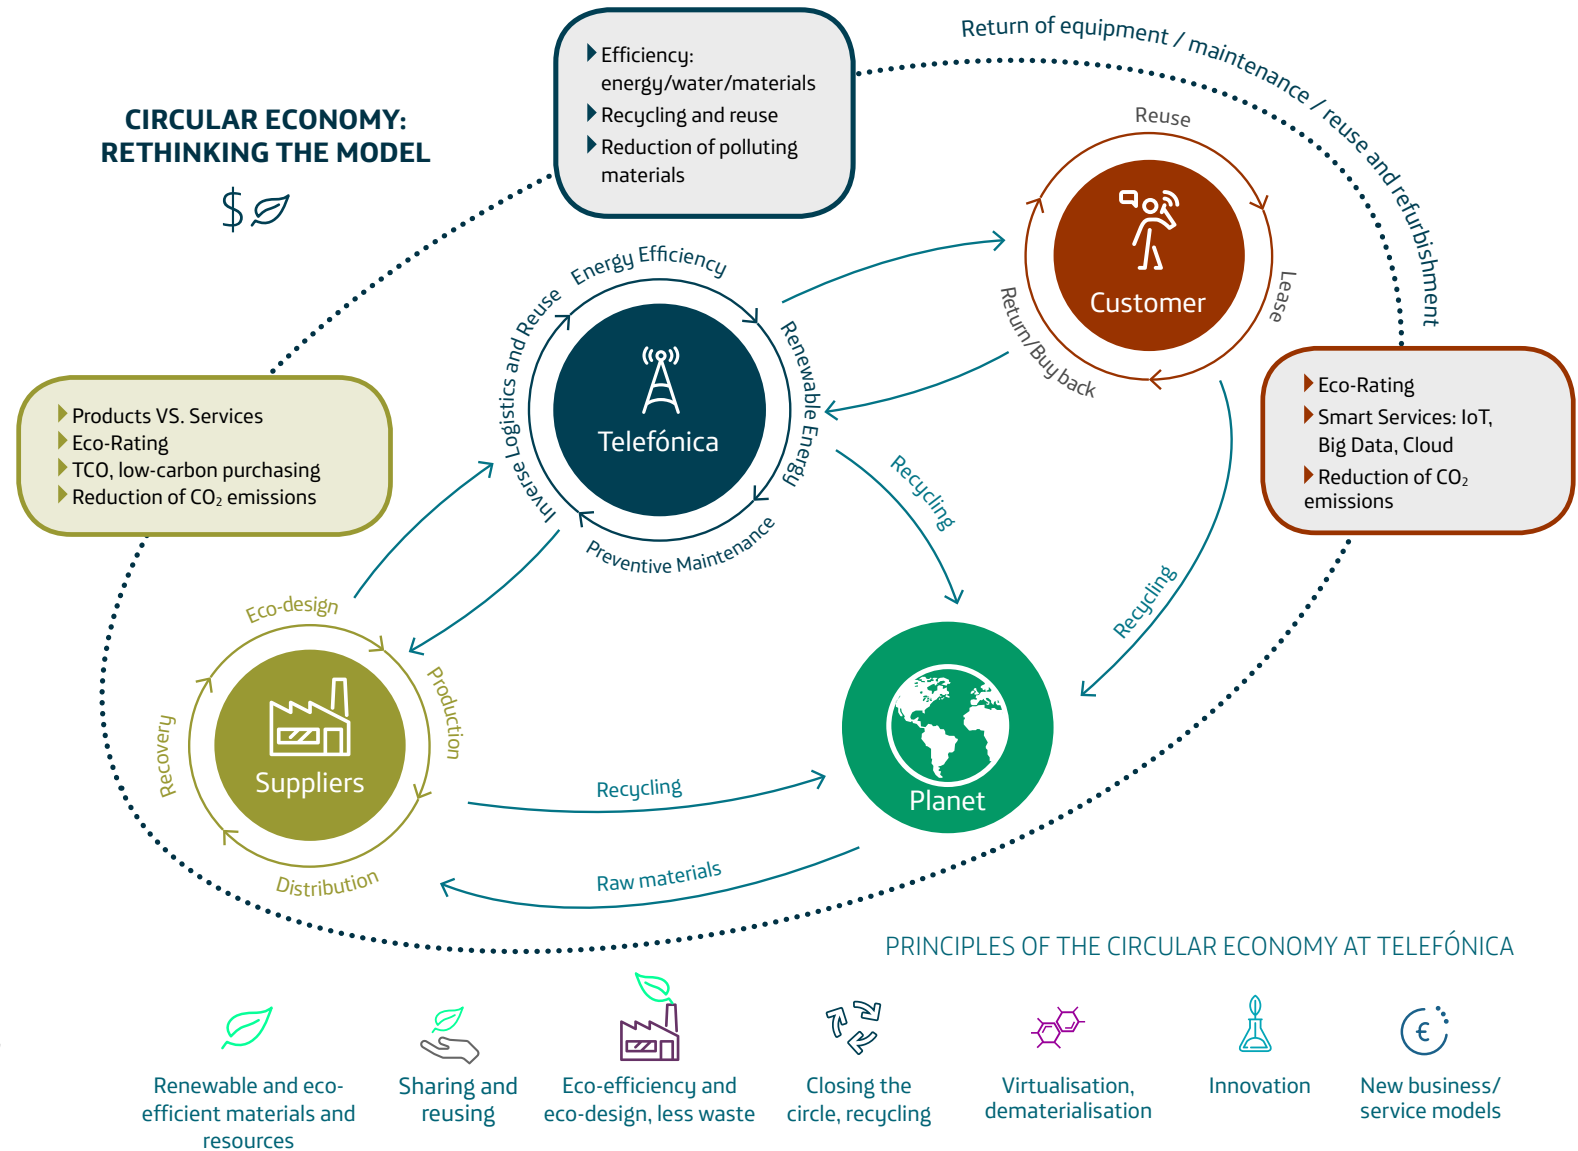 CIRCULAR ECONOMY:
RETHINKING THE MODEL
$
Efficiency:
energy/water/materials
Recycling and reuse
Reduction of polluting
materials
Return of equipment / maintenance / reuse and refurbishment
Reuse
Lease
Return/Buy back
Customer
Energy Efficiency
Renewable Energy
Preventive Maintenance
Inverse Logistics and Reuse
Telefónica
Products VS. Services
Eco-Rating
TCO, low-carbon purchasing
Reduction of CO₂ emissions
Eco-Rating
Smart Services: IoT,
Big Data, Cloud
Reduction of CO₂
emissions
Recycling
Recycling
Eco-design
Production
Distribution
Recovery
Suppliers
Recycling
Raw materials
Planet
PRINCIPLES OF THE CIRCULAR ECONOMY AT TELEFÓNICA
€
Renewable and eco-
efficient materials and
resources
Sharing and
reusing
Eco-efficiency and
eco-design, less waste
Closing the
circle, recycling
Virtualisation,
dematerialisation
Innovation
New business/
service models